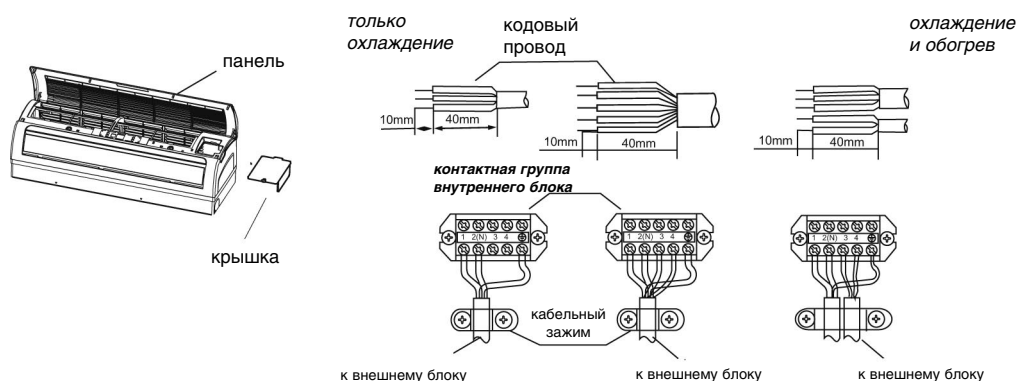 только
охлаждение
кодовый
провод
охлаждение
и обогрев
панель
10mm
40mm
10mm
40mm
10mm
40mm
контактная группа
внутреннего блока
1 2(N) 3 4
1 2(N) 3 4
1 2(N) 3 4
крышка
кабельный
зажим
к внешнему блоку
к внешнему блоку
к внешнему блоку